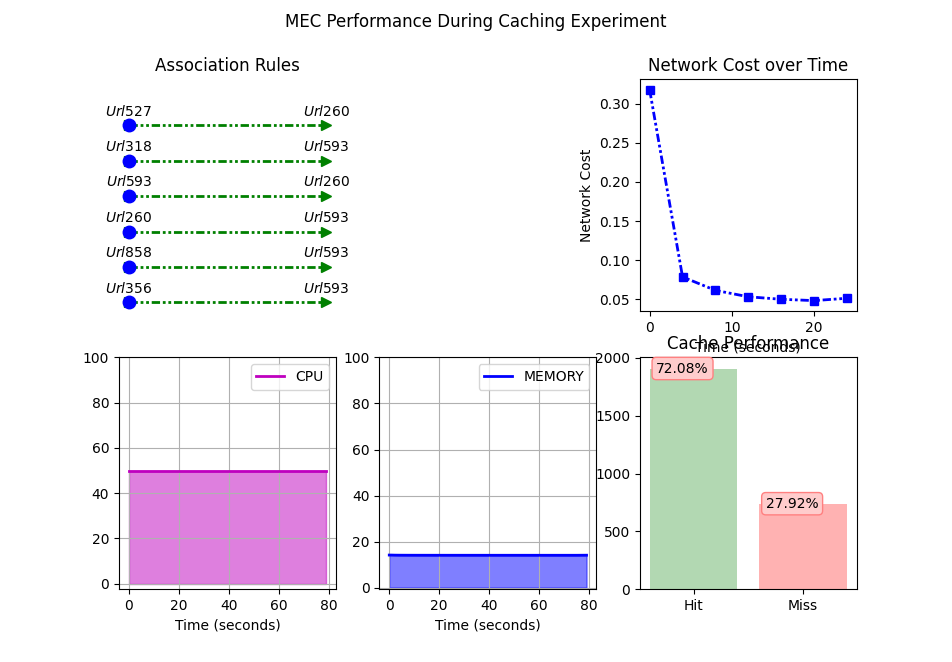 MEC Performance During Caching Experiment
Association Rules
Url527 Url260
Url318 Url593
Url593 Url260
Url260 Url593
Url858 Url593
Url356 Url593
Network Cost over Time
Network Cost
0.30
0.25
0.20
0.15
0.10
0.05
0 10 20
Time (seconds)
100
80
60
40
20
0
CPU
0 20 40 60 80
Time (seconds)
100
80
60
40
20
0
MEMORY
0 20 40 60 80
Time (seconds)
Cache Performance
2000
1500
1000
500
0
72.08%
27.92%
Hit Miss